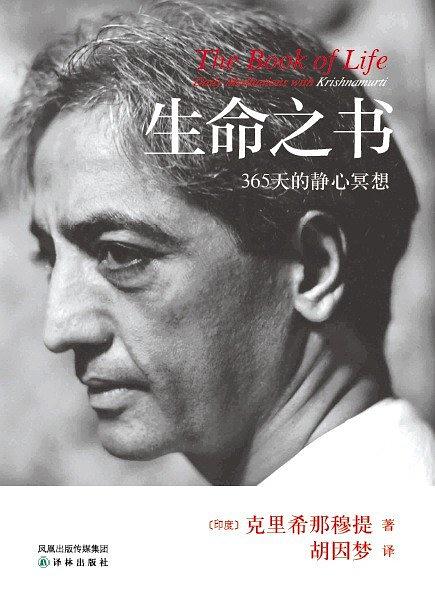 The Book of Life
Daily Meditations with Krishnamurti
生命之书
365天的静心冥想
〔印度〕 克里希那穆提 著
胡因梦 译
凤凰出版传媒集团
译林出版社